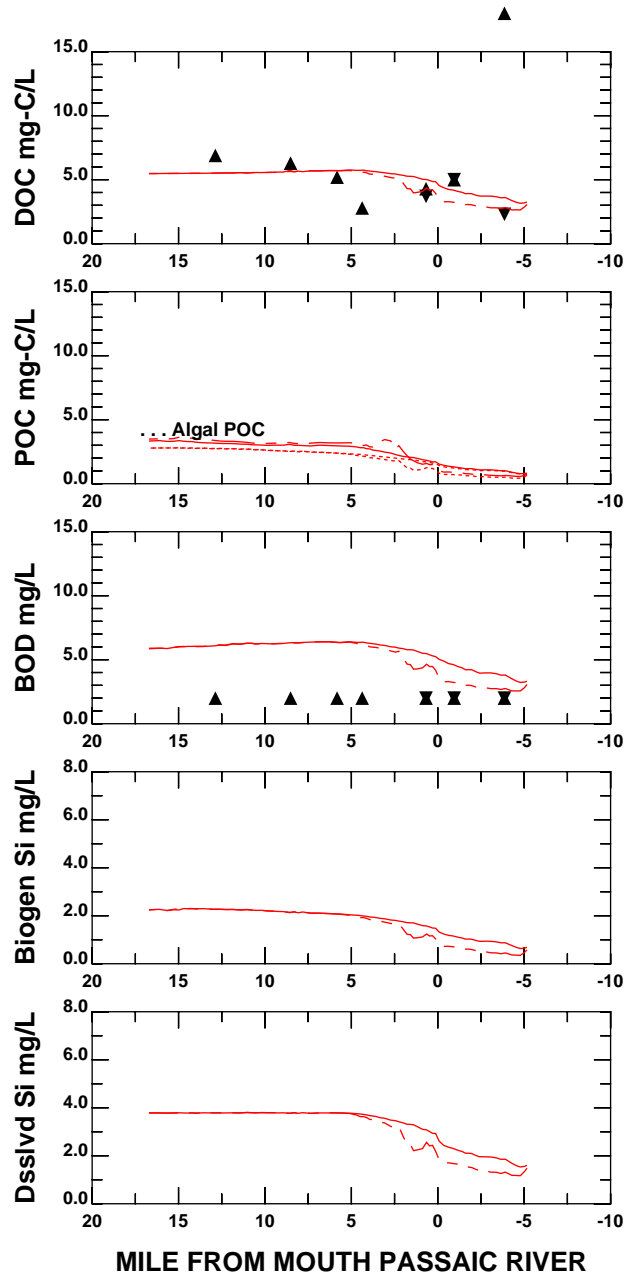 15.0
10.0
5.0
0.0
DOC mg-C/L
20 15 10 5 0 -5 -10
15.0
10.0
5.0
0.0
POC mg-C/L
. . . Algal POC
20 15 10 5 0 -5 -10
15.0
10.0
5.0
0.0
BOD mg/L
20 15 10 5 0 -5 -10
8.0
6.0
4.0
2.0
0.0
Biogen Si mg/L
20 15 10 5 0 -5 -10
8.0
6.0
4.0
2.0
0.0
Dsslvd Si mg/L
20 15 10 5 0 -5 -10
MILE FROM MOUTH PASSAIC RIVER